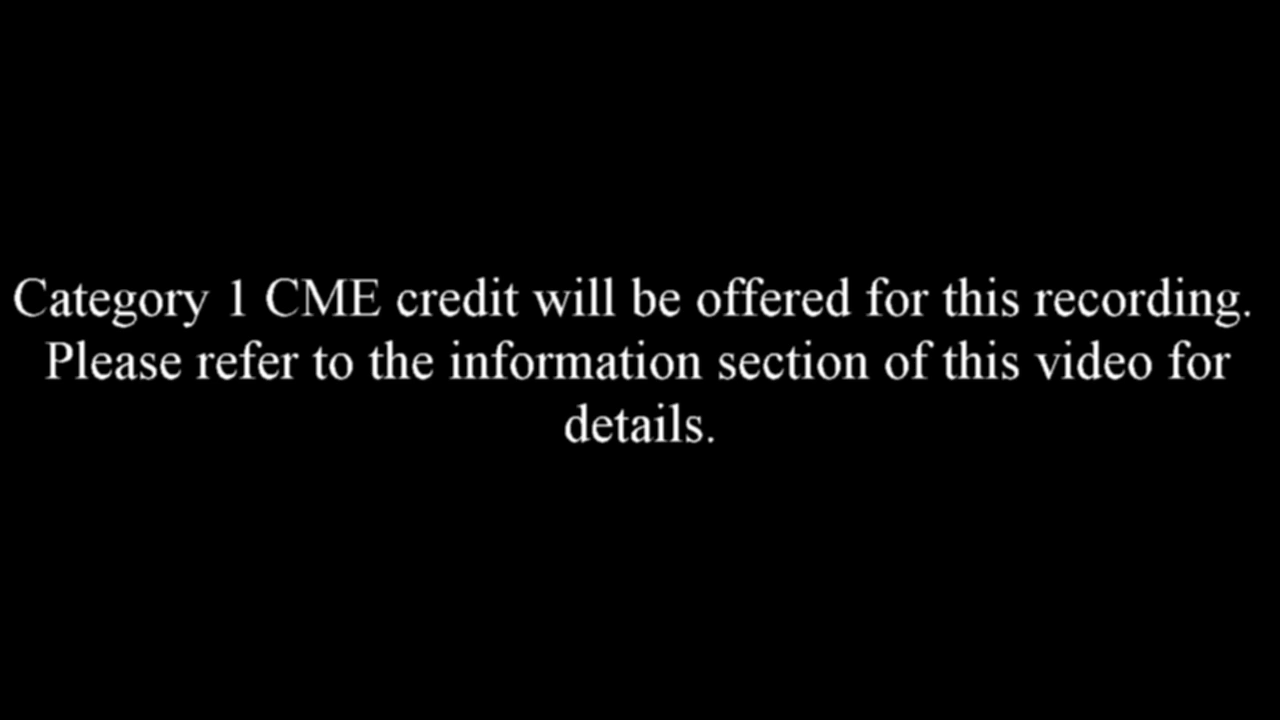 Category 1 CME credit will be offered for this recording.
Please refer to the information section of this video for
details.